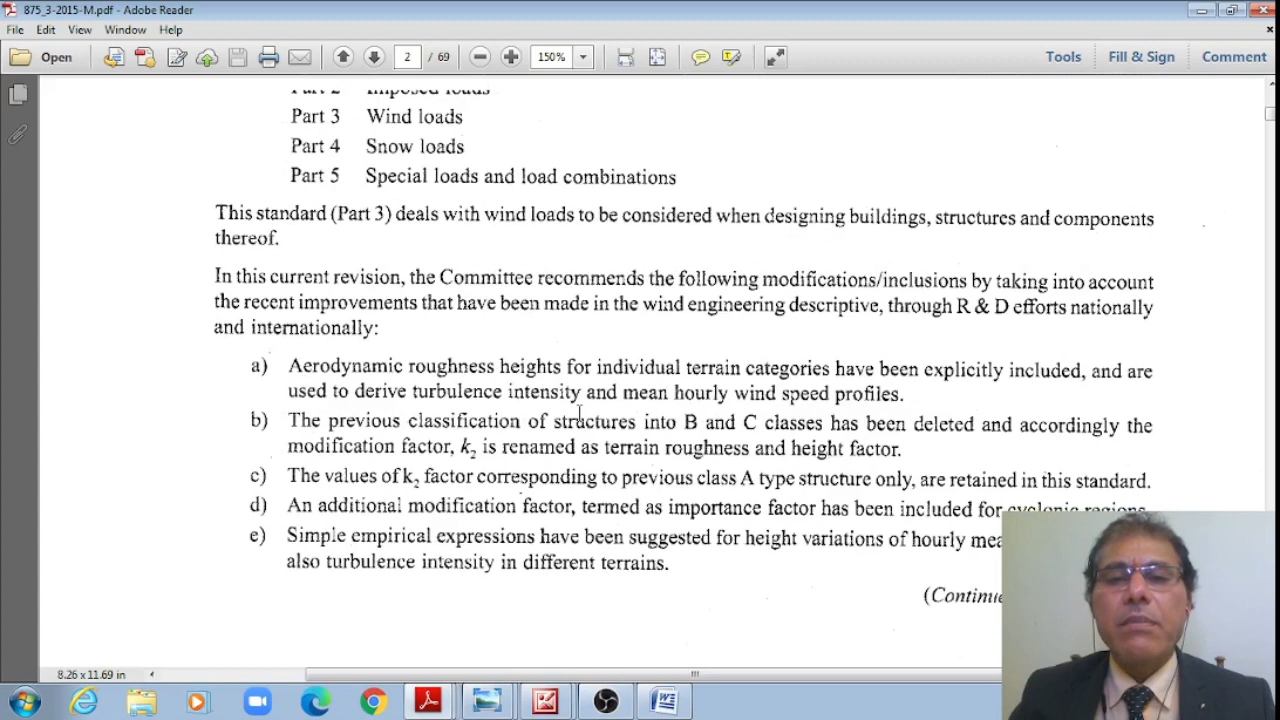 875_3-2015-M.pdf - Adobe Reader
File Edit View Window Help
Open 2 / 69 150% Tools Fill & Sign Comment
Part 2 Imposed loads
Part 3 Wind loads
Part 4 Snow loads
Part 5 Special loads and load combinations
This standard (Part 3) deals with wind loads to be considered when designing buildings, structures and components
thereof.
In this current revision, the Committee recommends the following modifications/inclusions by taking into account
the recent improvements that have been made in the wind engineering descriptive, through R & D efforts nationally
and internationally:
a) Aerodynamic roughness heights for individual terrain categories have been explicitly included, and are
used to derive turbulence intensity and mean hourly wind speed profiles.
b) The previous classification of structures into B and C classes has been deleted and accordingly the
modification factor, k₂ is renamed as terrain roughness and height factor.
c) The values of k₂ factor corresponding to previous class A type structure only, are retained in this standard.
d) An additional modification factor, termed as importance factor has been included for cyclonic regions.
e) Simple empirical expressions have been suggested for height variations of hourly
also turbulence intensity in different terrains.
8.26 x 11.69 in